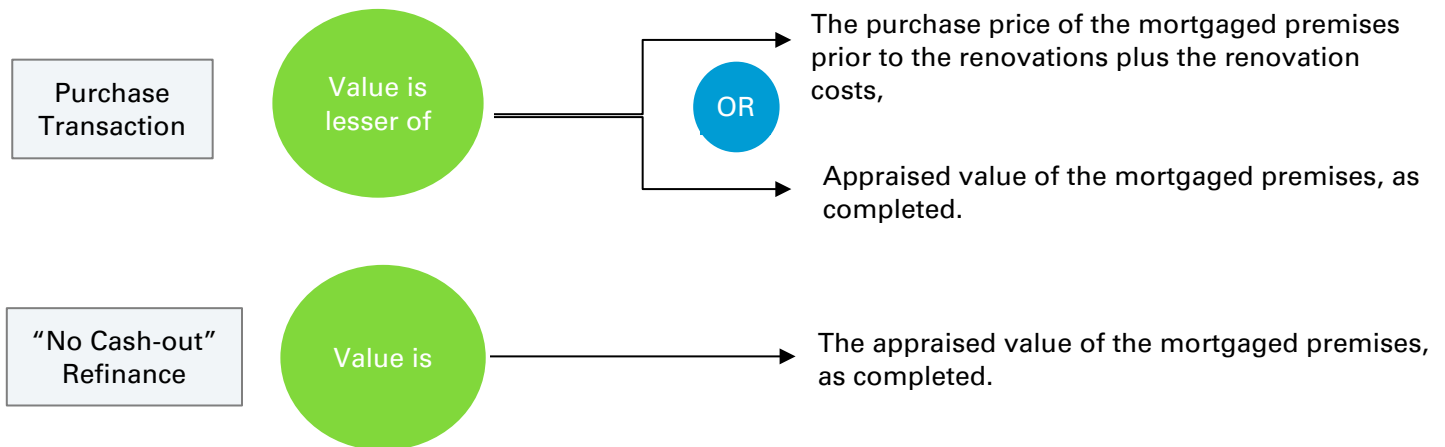 Purchase
Transaction
Value is
lesser of
OR
The purchase price of the mortgaged premises
prior to the renovations plus the renovation
costs,
Appraised value of the mortgaged premises, as
completed.
“No Cash-out”
Refinance
Value is
The appraised value of the mortgaged premises,
as completed.